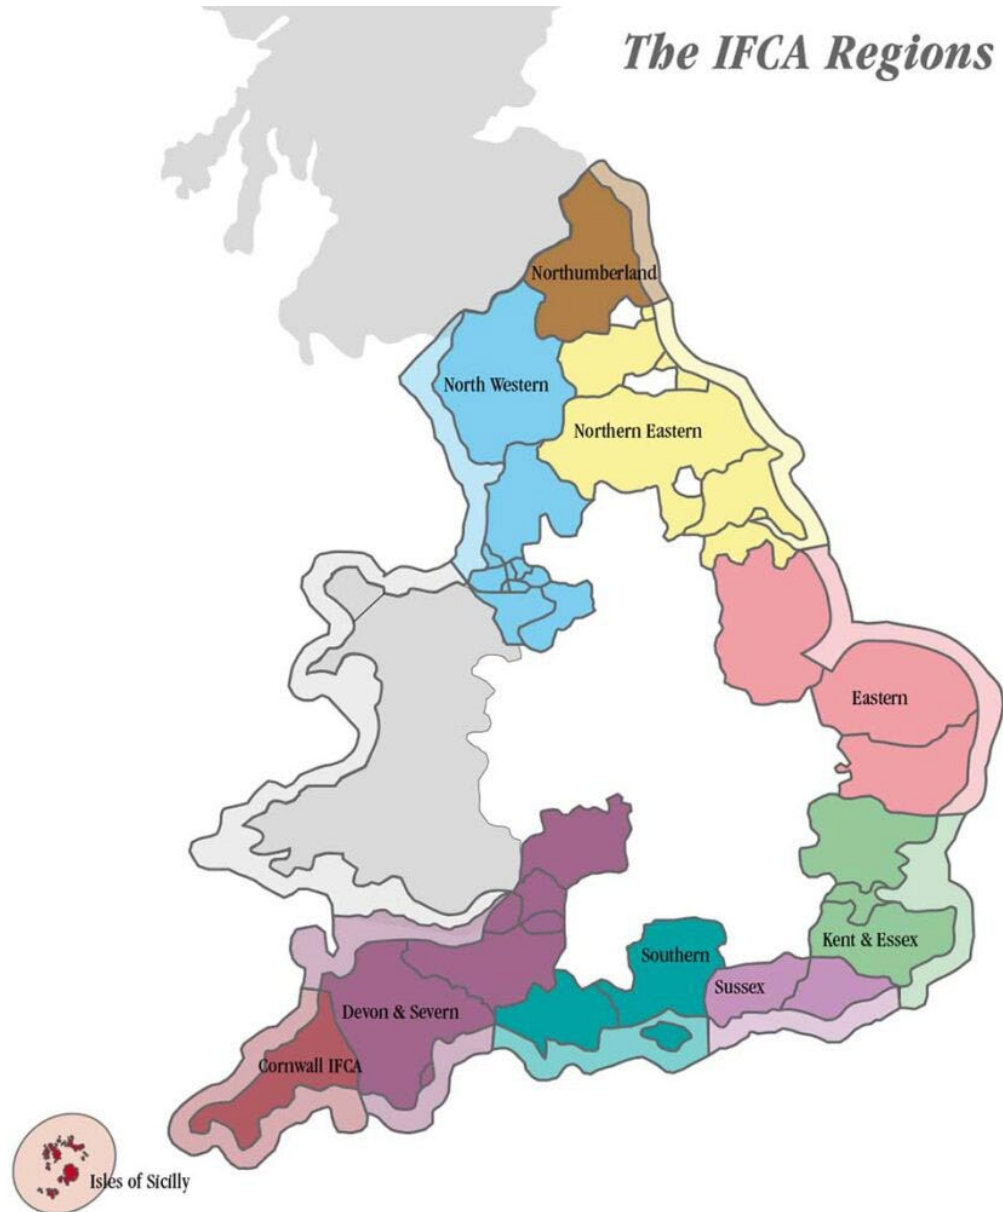 The IFCA Regions
Northumberland
North Western
Northern Eastern
Eastern
Kent & Essex
Southern
Sussex
Devon & Severn
Cornwall IFCA
Isles of Sicilly